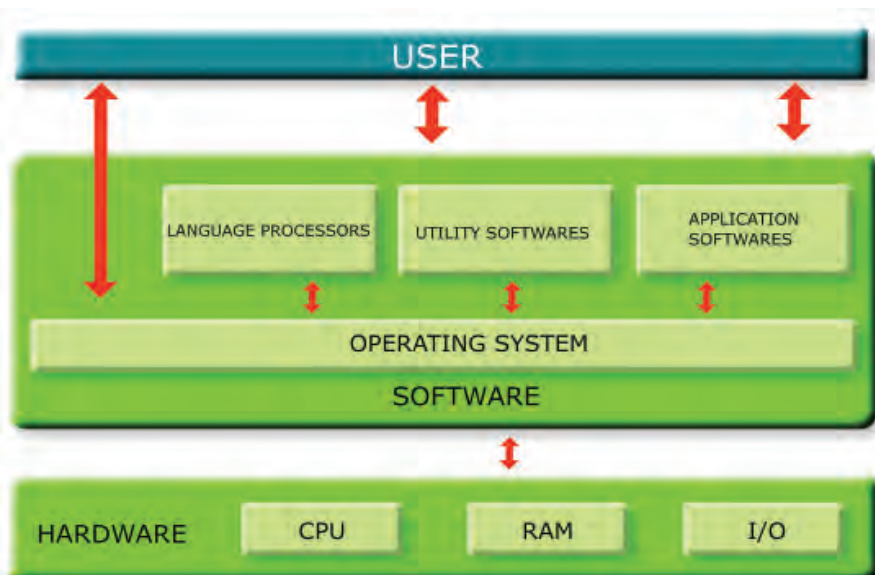 USER
LANGUAGE PROCESSORS
UTILITY SOFTWARES
APPLICATION
SOFTWARES
OPERATING SYSTEM
SOFTWARE
HARDWARE
CPU
RAM
I/O